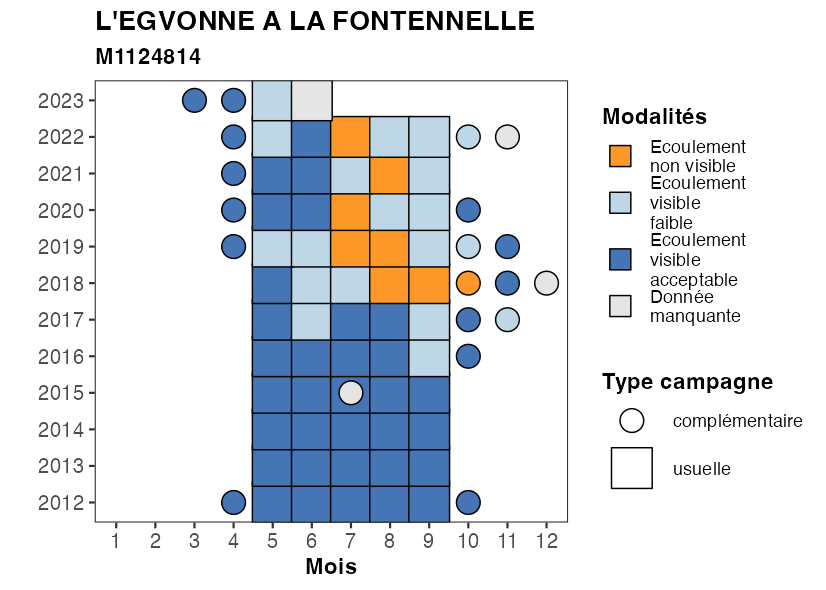 L'EGVONNE A LA FONTENNELLE
M1124814
2023
2022
2021
2020
2019
2018
2017
2016
2015
2014
2013
2012
1 2 3 4 5 6 7 8 9 10 11 12
Mois
Modalités
Ecoulement
non visible
Ecoulement
visible
faible
Ecoulement
visible
acceptable
Donnée
manquante
Type campagne
complémentaire
usuelle